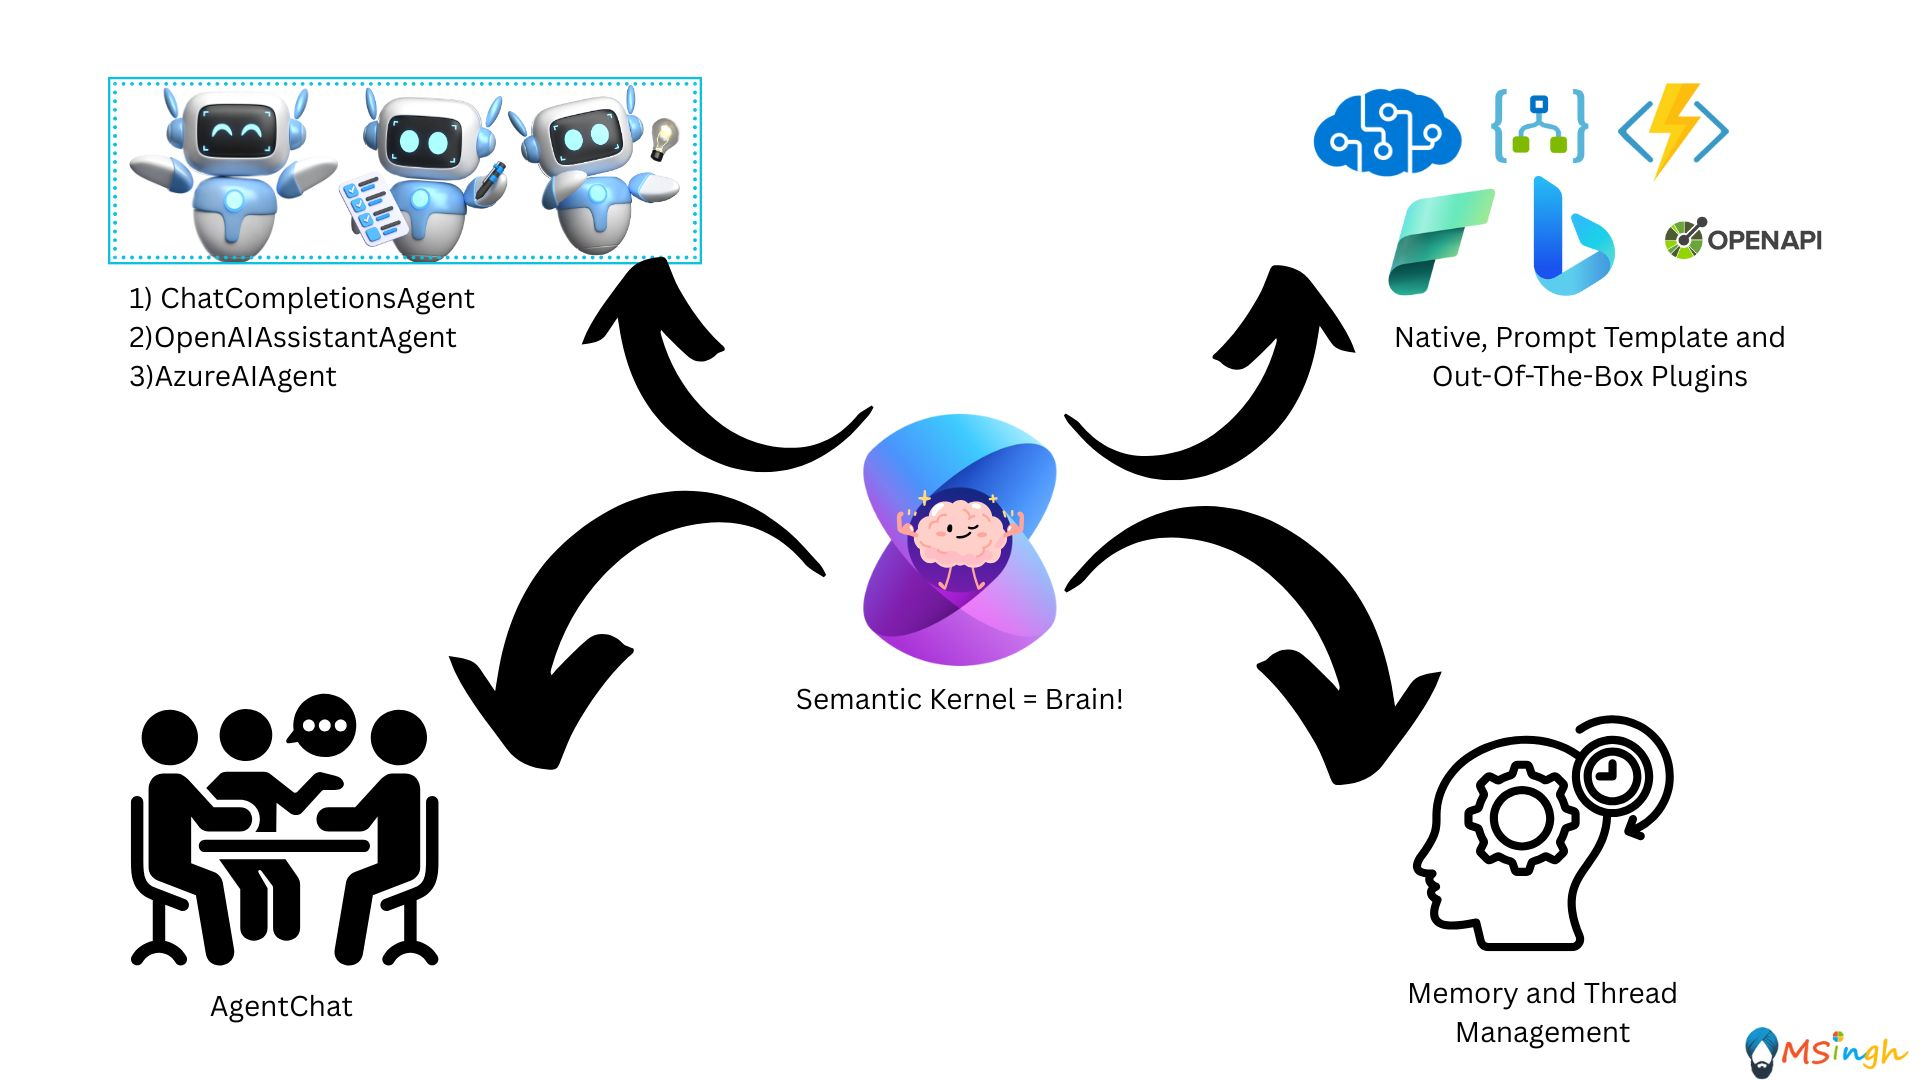 1) ChatCompletionsAgent
2)OpenAIAssistantAgent
3)AzureAIAgent
OPENAPI
Native, Prompt Template and
Out-Of-The-Box Plugins
Semantic Kernel = Brain!
AgentChat
Memory and Thread
Management
MSingh